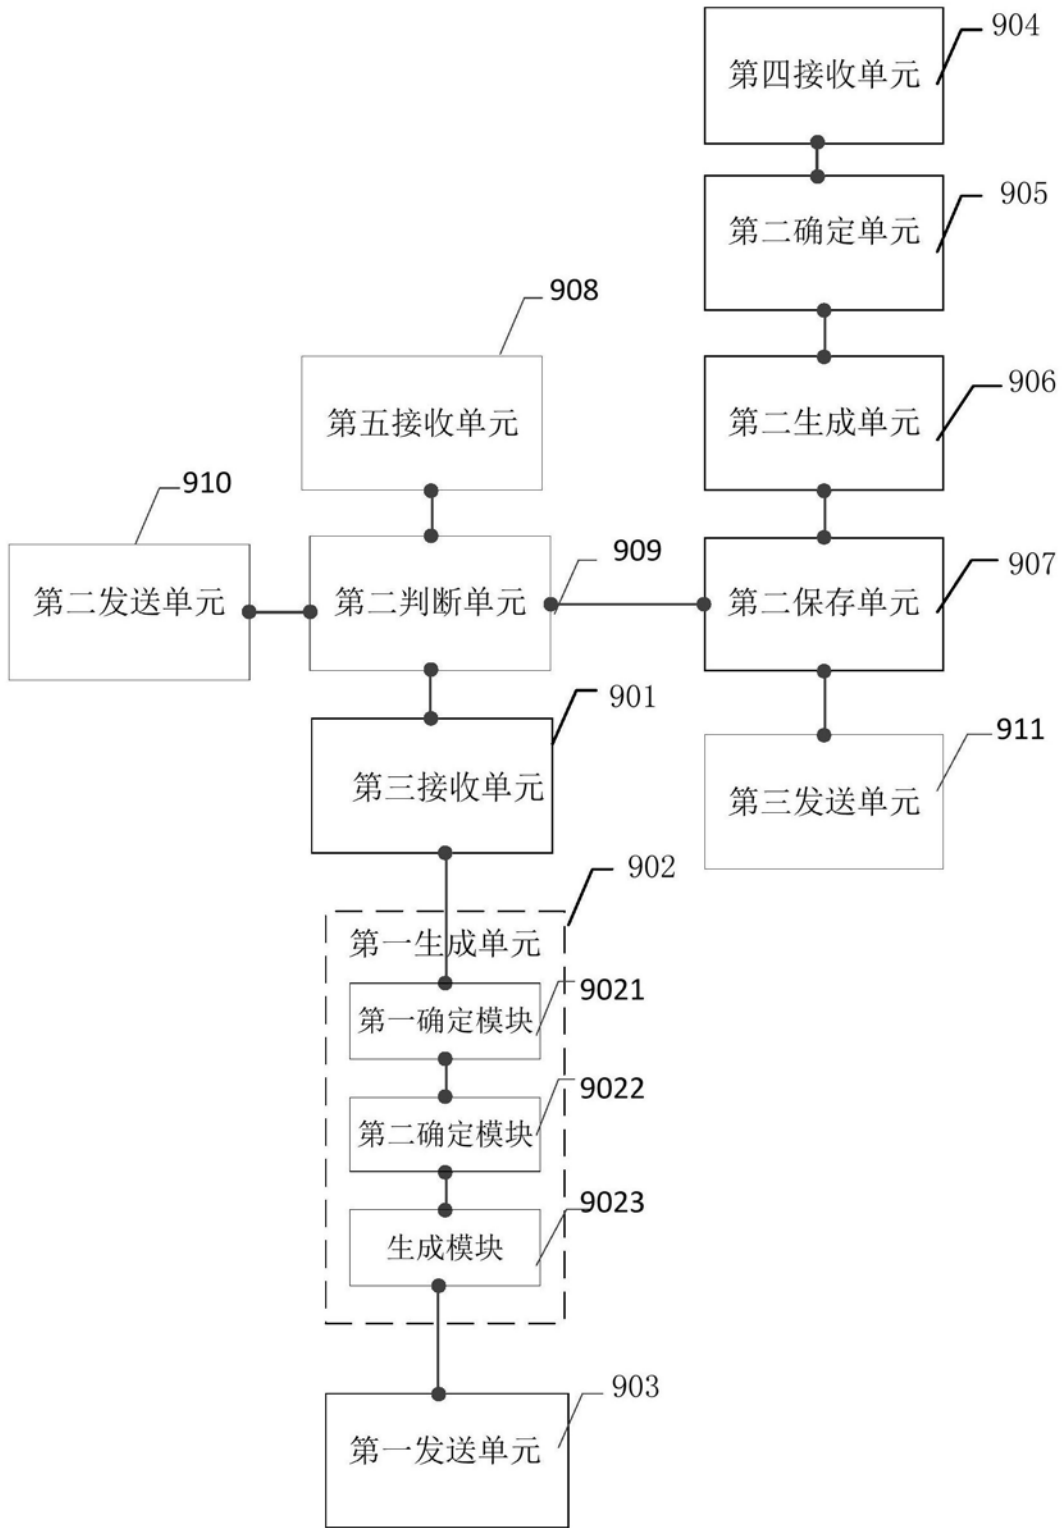 904
第四接收单元
905
第二确定单元
908
906
第五接收单元
第二生成单元
910
909
907
第二发送单元
第二判断单元
第二保存单元
901
911
第三接收单元
第三发送单元
902
第一生成单元
9021
第一确定模块
9022
第二确定模块
9023
生成模块
903
第一发送单元